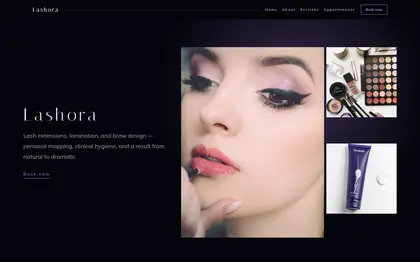 Lashora
Home About Services Appointments Book now
Lashora
Lash extensions, lamination, and brow design —
personal mapping, clinical hygiene, and a result from
natural to dramatic.
Book now